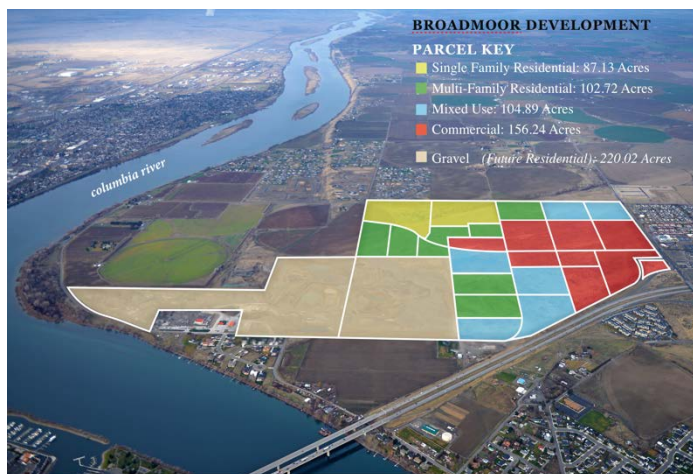 BROADMOOR DEVELOPMENT
PARCEL KEY
Single Family Residential: 87.13 Acres
Multi-Family Residential: 102.72 Acres
Mixed Use: 104.89 Acres
Commercial: 156.24 Acres
Gravel (Future Residential): 220.02 Acres
columbia river